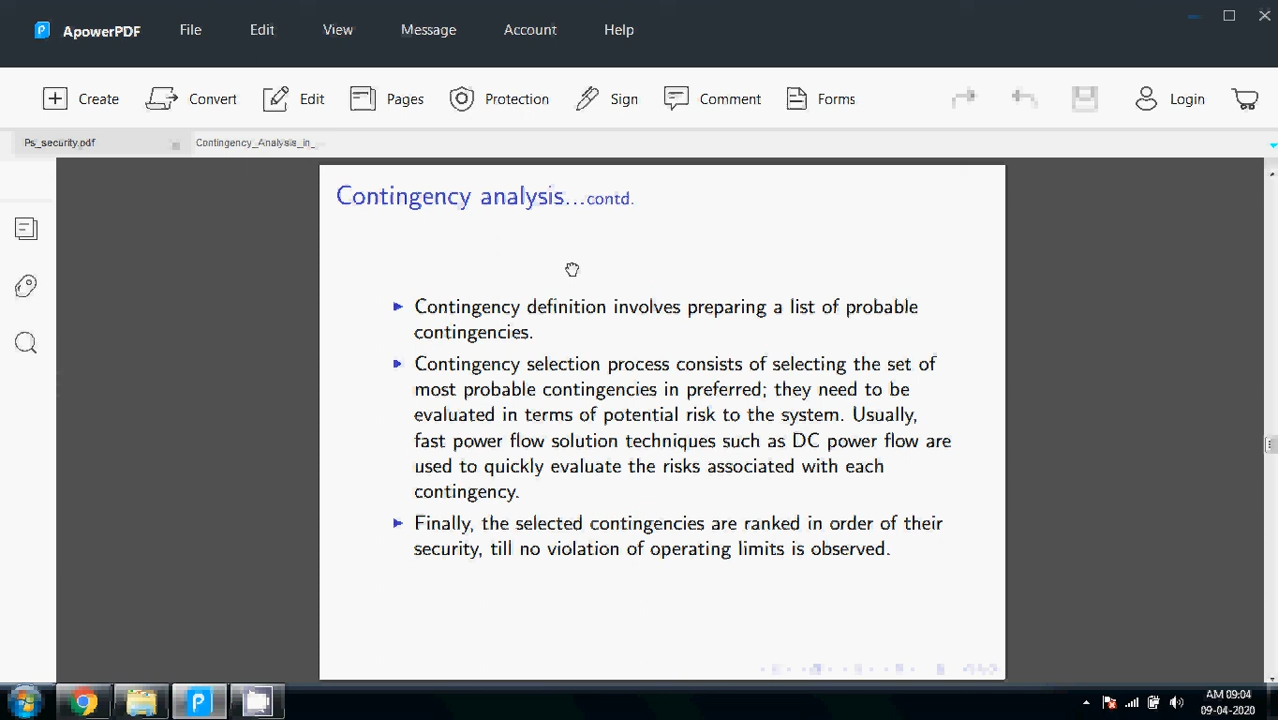 ApowerPDF File Edit View Message Account Help
Create Convert Edit Pages Protection Sign Comment Forms Login
Ps_security.pdf Contingency_Analysis_in_
Contingency analysis...contd.
Contingency definition involves preparing a list of probable
contingencies.
Contingency selection process consists of selecting the set of
most probable contingencies in preferred; they need to be
evaluated in terms of potential risk to the system. Usually,
fast power flow solution techniques such as DC power flow are
used to quickly evaluate the risks associated with each
contingency.
Finally, the selected contingencies are ranked in order of their
security, till no violation of operating limits is observed.
AM 09:04
09-04-2020